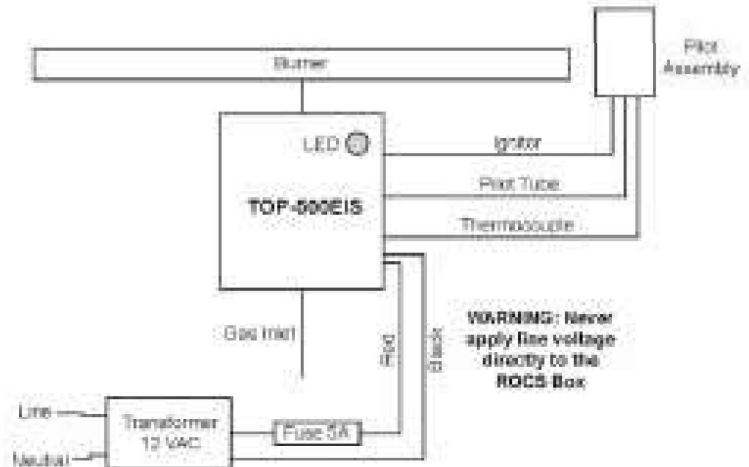 Burner
Pilot
Assembly
LED
Ignitor
Pilot Tube
TOP-500EIS
Thermocouple
Gas Inlet
Red
Black
WARNING: Never
apply line voltage
directly to the
ROCS Box
Line
Transformer
12 VAC
Fuse 5A
Neutral